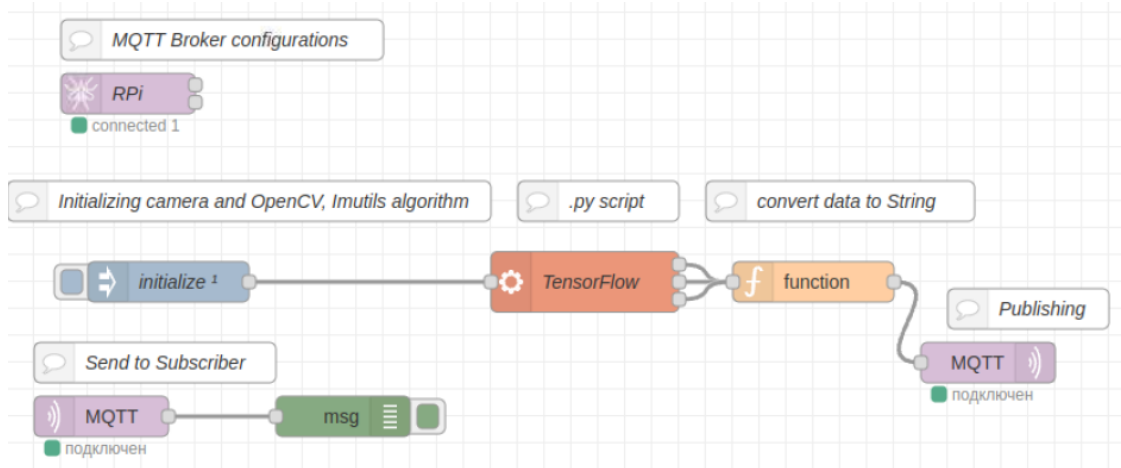 MQTT Broker configurations
RPi
connected 1
Initializing camera and OpenCV, Imutils algorithm
.py script
convert data to String
initialize ¹
TensorFlow
function
Publishing
Send to Subscriber
MQTT
подключен
MQTT
msg
подключен